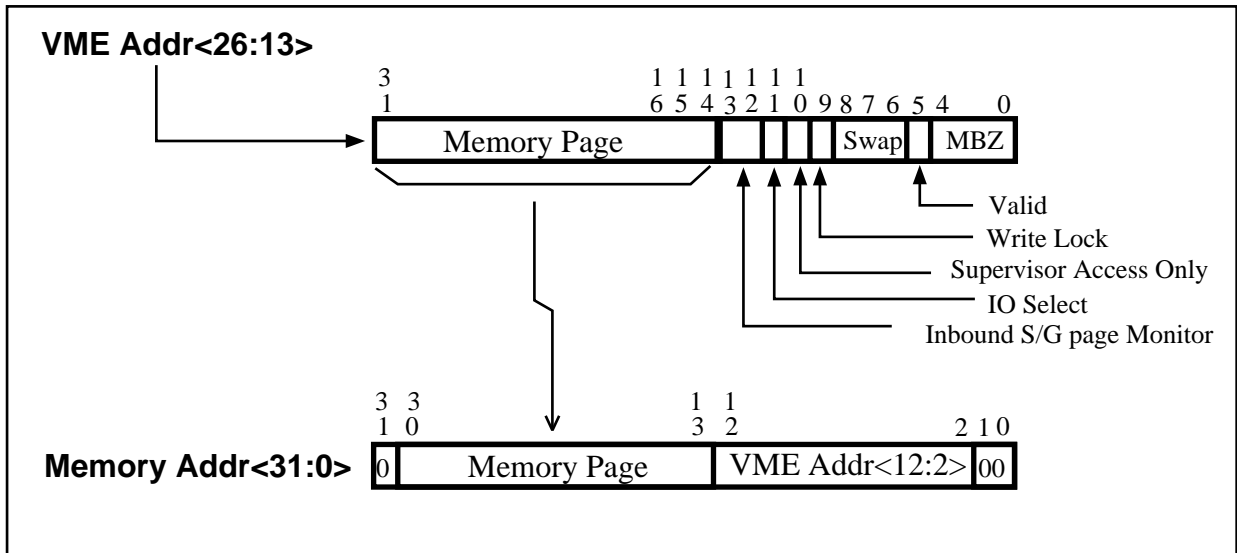 VME Addr<26:13>
3 1 1 1 1 1 1 1
1 6 5 4 3 2 1 0 9 8 7 6 5 4 0
Memory Page Swap MBZ
Valid
Write Lock
Supervisor Access Only
IO Select
Inbound S/G page Monitor
3 3 1 1
1 0 3 2 2 1 0
Memory Addr<31:0> 0 Memory Page VME Addr<12:2> 00